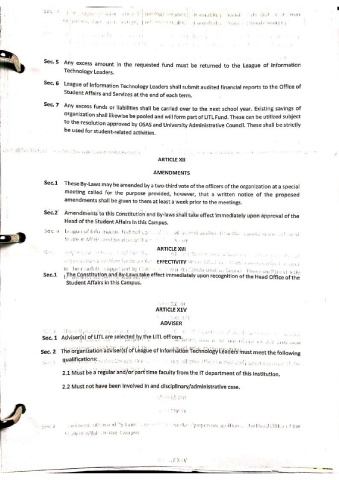 Sec. 5 Any excess amount in the requested fund must be returned to the League of Information
Technology Leaders.
Sec. 6 League of Information Technology Leaders shall submit audited financial reports to the Office of
Student Affairs and Services at the end of each term.
Sec. 7 Any excess funds or liabilities shall be carried over to the next school year. Existing savings of
organization shall likewise be pooled and will form part of LITL Fund. These can be utilized subject
to the resolution approved by OSAS and University Administrative Council. These shall be strictly
be used for student-related activities.
ARTICLE XII
AMENDMENTS
Sec.1 These By-Laws may be amended by a two-third vote of the officers of the organization at a special
meeting called for the purpose provided, however, that a written notice of the proposed
amendments shall be given to them at least a week prior to the meetings.
Sec.2 Amendments to this Constitution and By-laws shall take effect immediately upon approval of the
Head of the Student Affairs in this Campus.
ARTICLE XIII
EFFECTIVITY
Sec.1 The Constitution and By-Laws take effect immediately upon recognition of the Head Office of the
Student Affairs in this Campus.
ARTICLE XIV
ADVISER
Sec. 1 Adviser(s) of LITL are selected by the LITL officers.
Sec. 2 The organization adviser(s) of League of Information Technology Leaders must meet the following
qualifications:
2.1 Must be a regular and/or part time faculty from the IT department of this institution.
2.2 Must not have been involved in and disciplinary/administrative case.